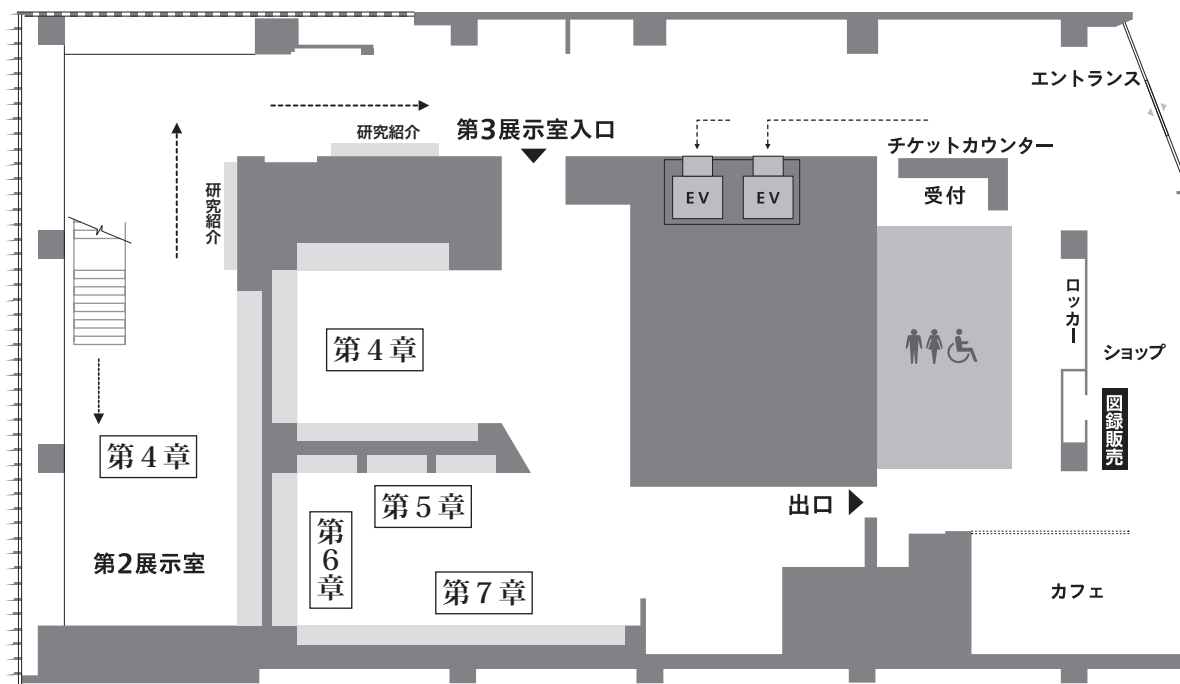 エントランス
研究紹介
第3展示室入口
チケットカウンター
EV
EV
受付
研究紹介
ロッカー
第4章
ショップ
図録販売
第4章
第5章
出口
第6章
第2展示室
第7章
カフェ